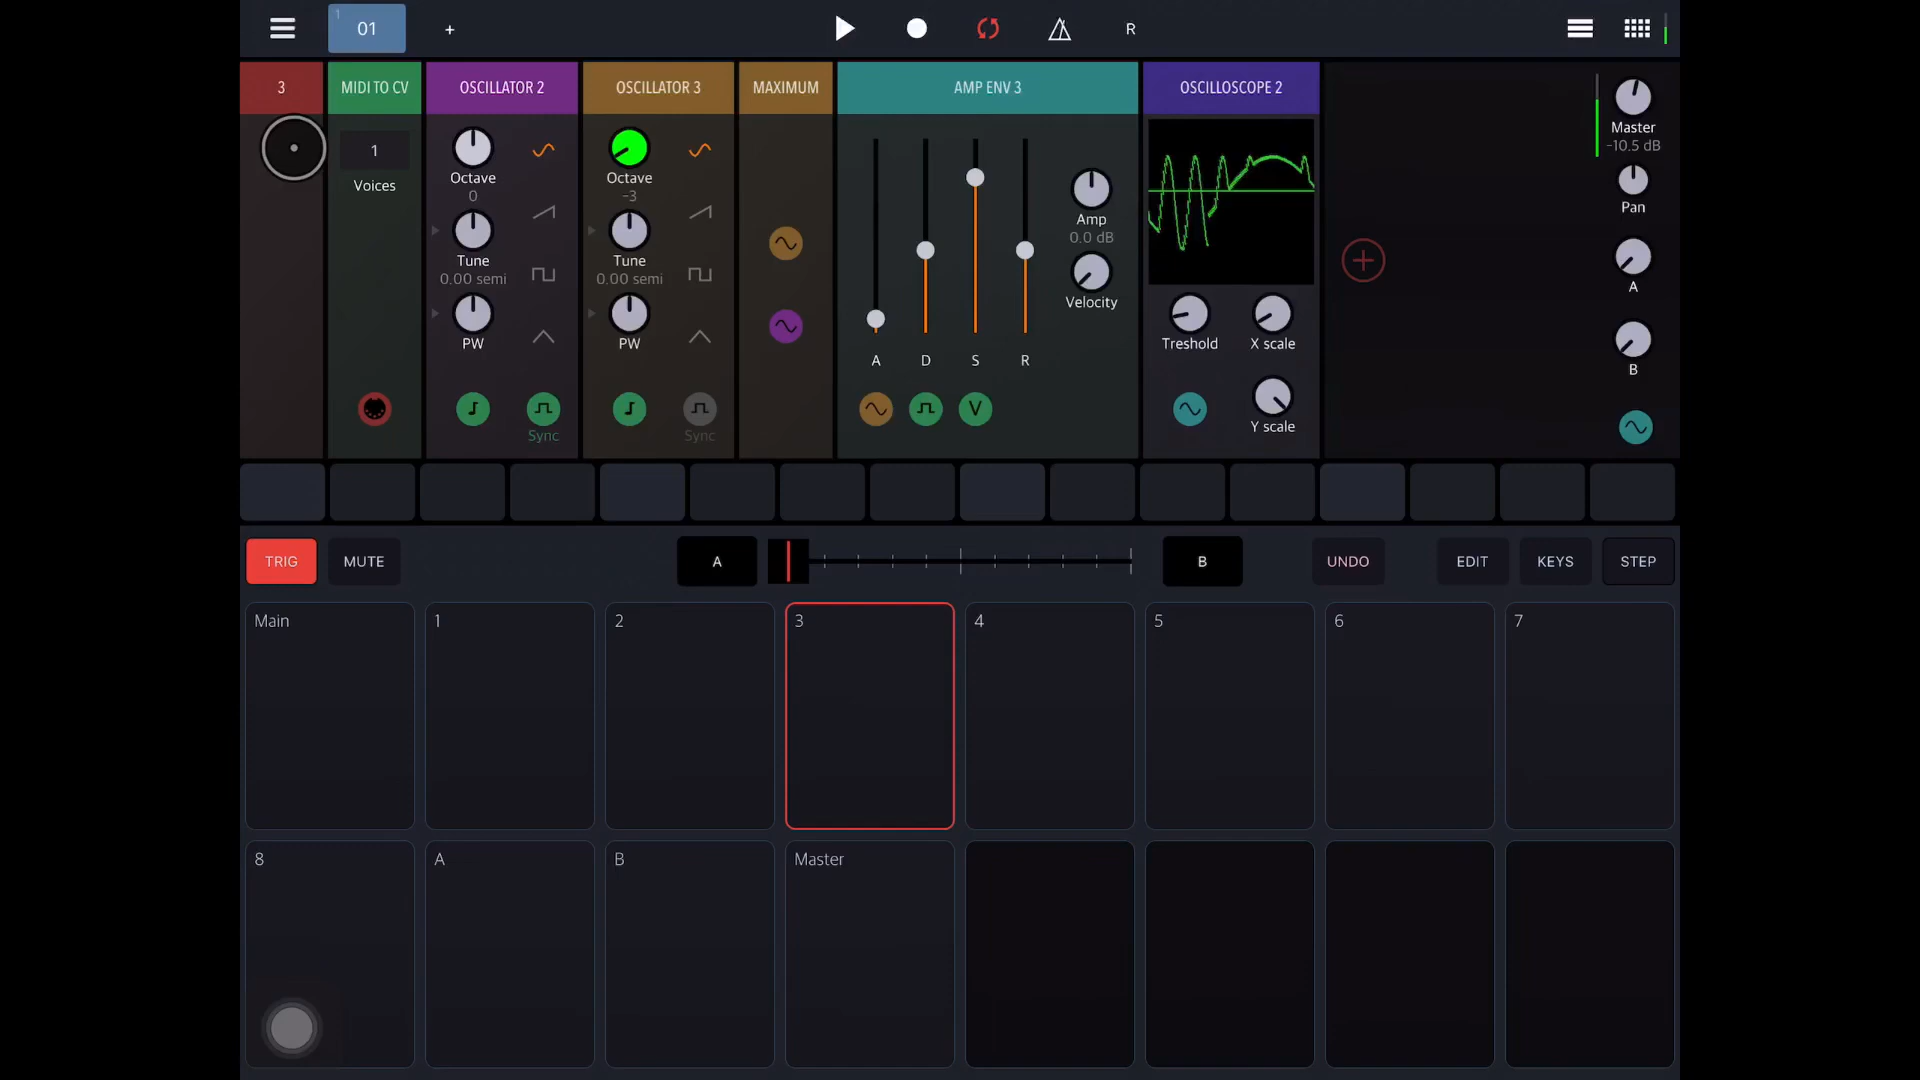 1
01
+
R
3
MIDI TO CV
OSCILLATOR 2
OSCILLATOR 3
MAXIMUM
AMP ENV 3
OSCILLOSCOPE 2
1
Voices
Octave
0
Tune
0.00 semi
PW
Sync
Octave
-3
Tune
0.00 semi
PW
Sync
A
D
S
R
Amp
0.0 dB
Velocity
V
Treshold
X scale
Y scale
Master
-10.5 dB
Pan
A
B
TRIG
MUTE
A
B
UNDO
EDIT
KEYS
STEP
Main
1
2
3
4
5
6
7
8
A
B
Master